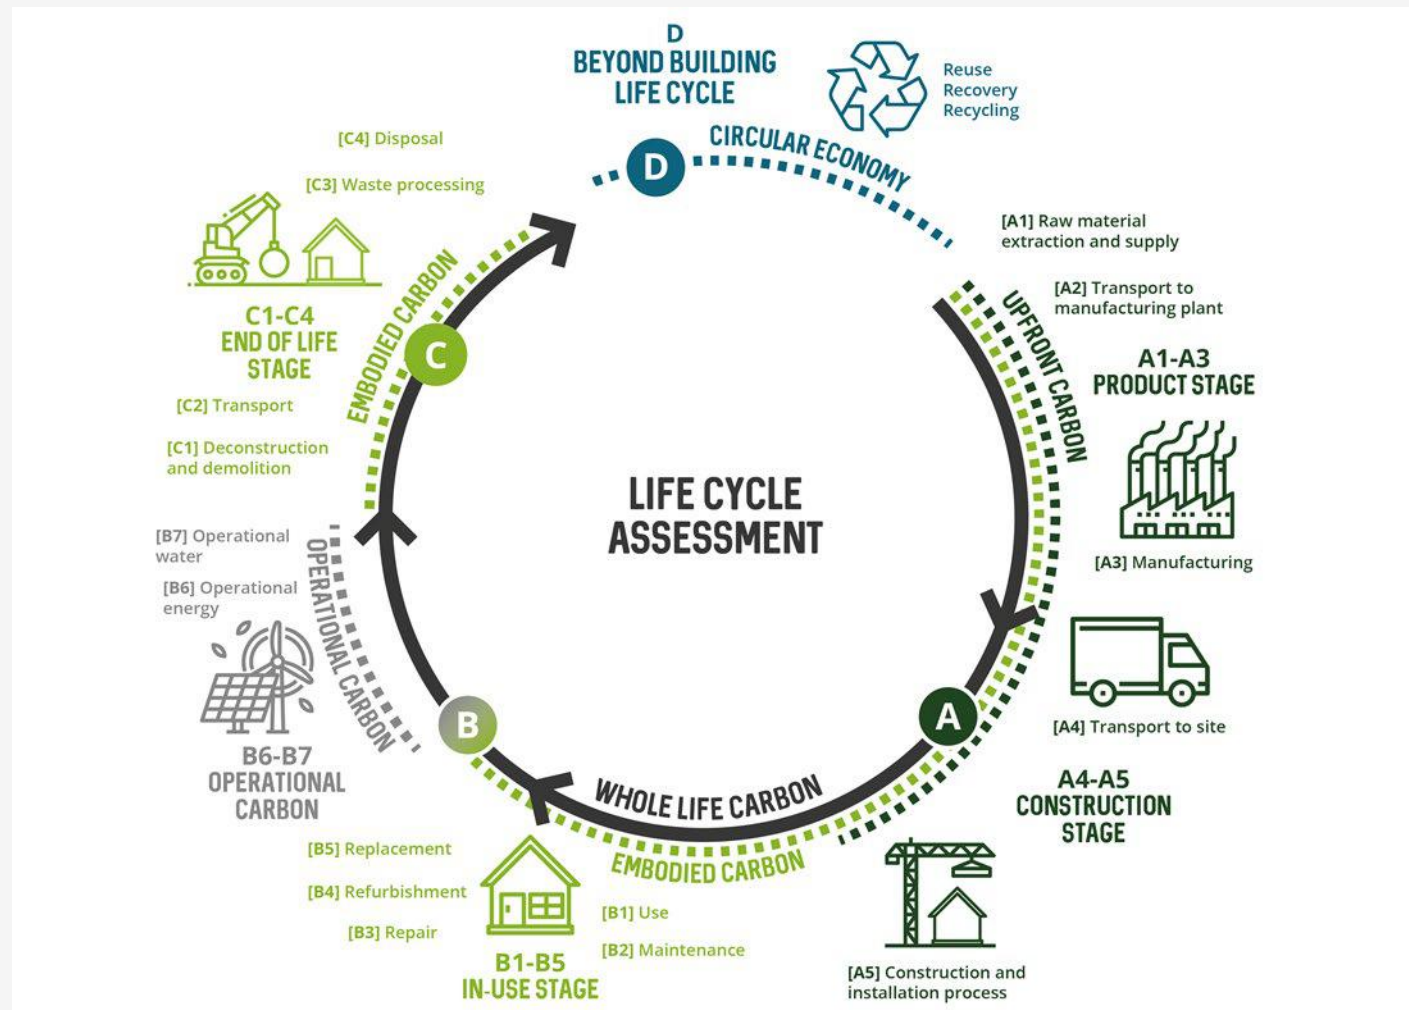 D
BEYOND BUILDING
LIFE CYCLE
Reuse
Recovery
Recycling
CIRCULAR ECONOMY
D
[A1] Raw material
extraction and supply
[A2] Transport to
manufacturing plant
UPFRONT CARBON
A1-A3
PRODUCT STAGE
[A3] Manufacturing
[A4] Transport to site
A
A4-A5
CONSTRUCTION
STAGE
[A5] Construction and
installation process
LIFE CYCLE
ASSESSMENT
WHOLE LIFE CARBON
EMBODIED CARBON
[B1] Use
[B2] Maintenance
B1-B5
IN-USE STAGE
[B3] Repair
[B4] Refurbishment
[B5] Replacement
B
B6-B7
OPERATIONAL
CARBON
OPERATIONAL CARBON
[B6] Operational
energy
[B7] Operational
water
[C1] Deconstruction
and demolition
[C2] Transport
C1-C4
END OF LIFE
STAGE
EMBODIED CARBON
C
[C3] Waste processing
[C4] Disposal